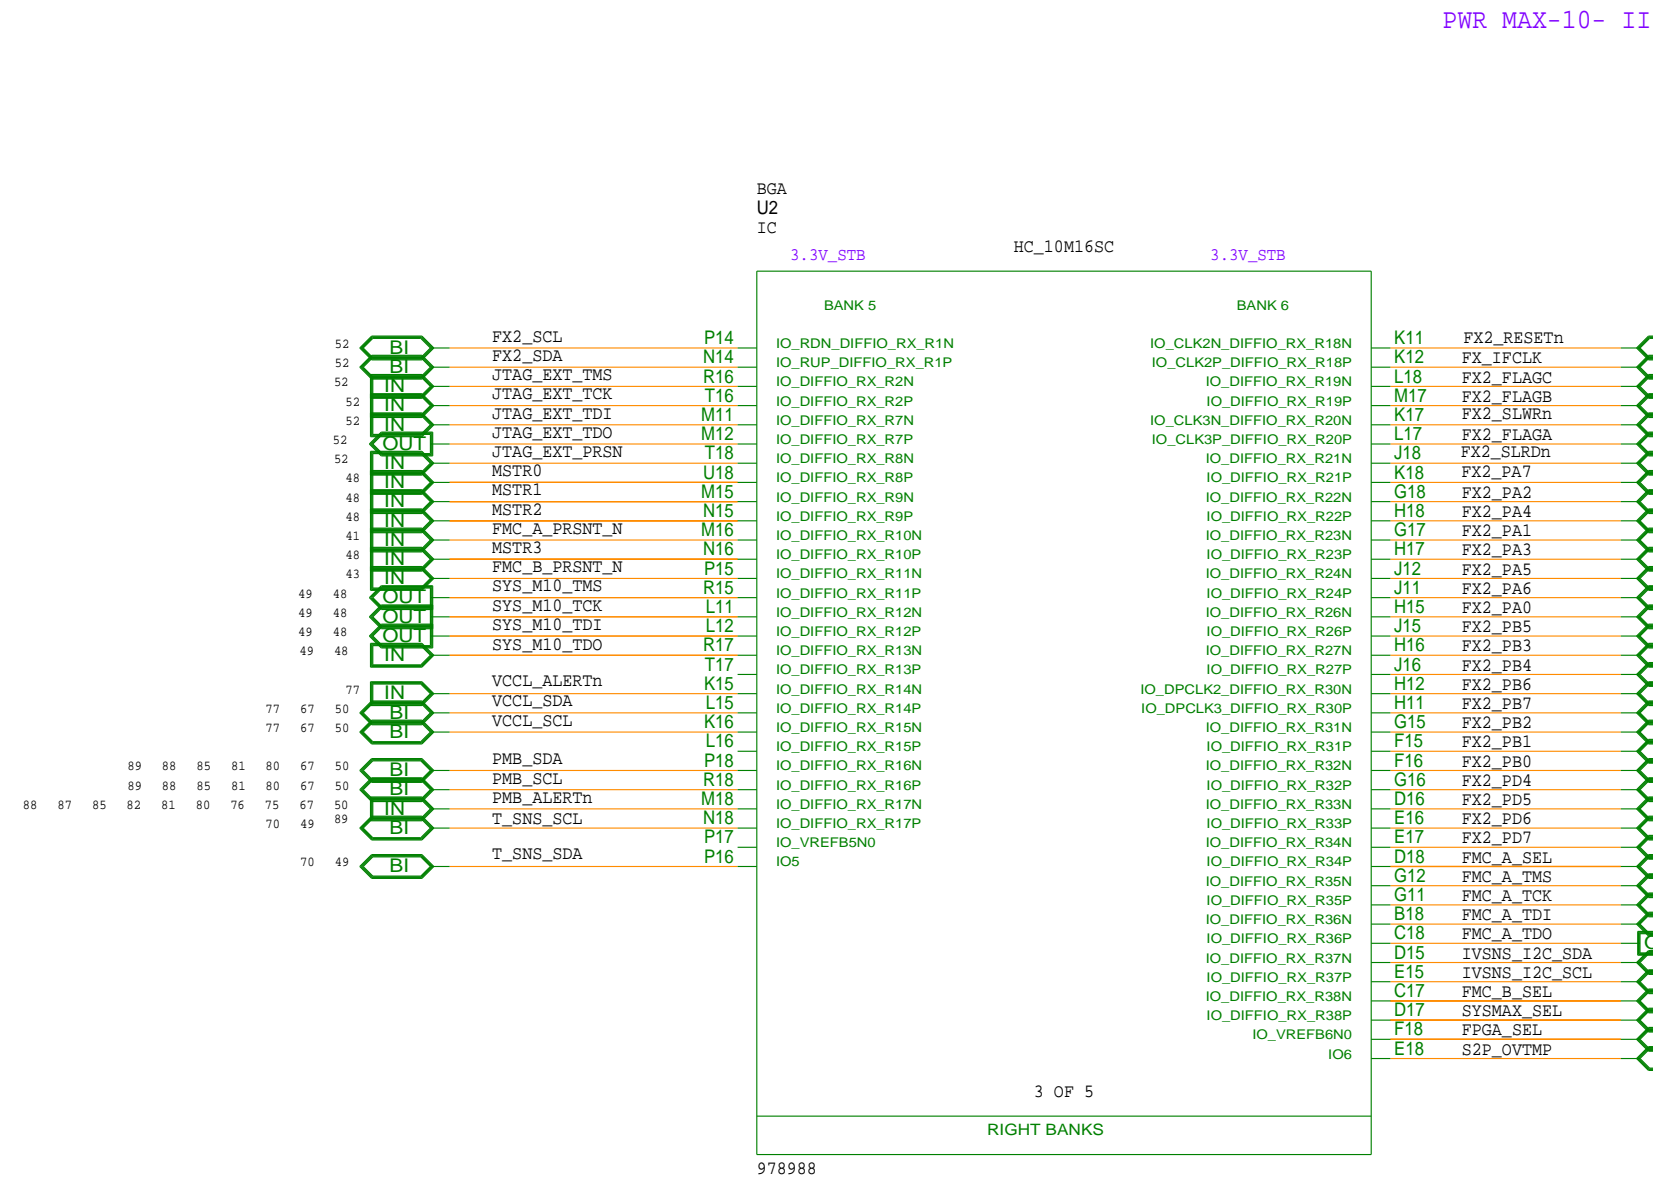 PWR MAX-10- II
BGA
U2
IC
HC_10M16SC
3.3V_STB 3.3V_STB
BANK 5 BANK 6
52 BI FX2_SCL P14 IO_RDN_DIFFIO_RX_R1N IO_CLK2N_DIFFIO_RX_R18N K11 FX2_RESETn
52 BI FX2_SDA N14 IO_RUP_DIFFIO_RX_R1P IO_CLK2P_DIFFIO_RX_R18P K12 FX_IFCLK
52 IN JTAG_EXT_TMS R16 IO_DIFFIO_RX_R2N IO_DIFFIO_RX_R19N L18 FX2_FLAGC
52 IN JTAG_EXT_TCK T16 IO_DIFFIO_RX_R2P IO_DIFFIO_RX_R19P M17 FX2_FLAGB
52 IN JTAG_EXT_TDI M11 IO_DIFFIO_RX_R7N IO_CLK3N_DIFFIO_RX_R20N K17 FX2_SLWRn
52 OUT JTAG_EXT_TDO M12 IO_DIFFIO_RX_R7P IO_CLK3P_DIFFIO_RX_R20P L17 FX2_FLAGA
52 IN JTAG_EXT_PRSN T18 IO_DIFFIO_RX_R8N IO_DIFFIO_RX_R21N J18 FX2_SLRDn
48 IN MSTR0 U18 IO_DIFFIO_RX_R8P IO_DIFFIO_RX_R21P K18 FX2_PA7
48 IN MSTR1 M15 IO_DIFFIO_RX_R9N IO_DIFFIO_RX_R22N G18 FX2_PA2
48 IN MSTR2 N15 IO_DIFFIO_RX_R9P IO_DIFFIO_RX_R22P H18 FX2_PA4
41 IN FMC_A_PRSNT_N M16 IO_DIFFIO_RX_R10N IO_DIFFIO_RX_R23N G17 FX2_PA1
48 IN MSTR3 N16 IO_DIFFIO_RX_R10P IO_DIFFIO_RX_R23P H17 FX2_PA3
43 IN FMC_B_PRSNT_N P15 IO_DIFFIO_RX_R11N IO_DIFFIO_RX_R24N J12 FX2_PA5
49 48 OUT SYS_M10_TMS R15 IO_DIFFIO_RX_R11P IO_DIFFIO_RX_R24P J11 FX2_PA6
49 48 OUT SYS_M10_TCK L11 IO_DIFFIO_RX_R12N IO_DIFFIO_RX_R26N H15 FX2_PA0
49 48 OUT SYS_M10_TDI L12 IO_DIFFIO_RX_R12P IO_DIFFIO_RX_R26P J15 FX2_PB5
49 48 IN SYS_M10_TDO R17 IO_DIFFIO_RX_R13N IO_DIFFIO_RX_R27N H16 FX2_PB3
T17 IO_DIFFIO_RX_R13P IO_DIFFIO_RX_R27P J16 FX2_PB4
77 IN VCCL_ALERTn K15 IO_DIFFIO_RX_R14N IO_DPCLK2_DIFFIO_RX_R30N H12 FX2_PB6
77 67 50 BI VCCL_SDA L15 IO_DIFFIO_RX_R14P IO_DPCLK3_DIFFIO_RX_R30P H11 FX2_PB7
77 67 50 BI VCCL_SCL K16 IO_DIFFIO_RX_R15N IO_DIFFIO_RX_R31N G15 FX2_PB2
L16 IO_DIFFIO_RX_R15P IO_DIFFIO_RX_R31P F15 FX2_PB1
89 88 85 81 80 67 50 BI PMB_SDA P18 IO_DIFFIO_RX_R16N IO_DIFFIO_RX_R32N F16 FX2_PB0
89 88 85 81 80 67 50 BI PMB_SCL R18 IO_DIFFIO_RX_R16P IO_DIFFIO_RX_R32P G16 FX2_PD4
88 87 85 82 81 80 76 75 67 50 IN PMB_ALERTn M18 IO_DIFFIO_RX_R17N IO_DIFFIO_RX_R33N D16 FX2_PD5
89
70 49 BI T_SNS_SCL N18 IO_DIFFIO_RX_R17P IO_DIFFIO_RX_R33P E16 FX2_PD6
P17 IO_VREFB5N0 IO_DIFFIO_RX_R34N E17 FX2_PD7
70 49 BI T_SNS_SDA P16 IO5 IO_DIFFIO_RX_R34P D18 FMC_A_SEL
IO_DIFFIO_RX_R35N G12 FMC_A_TMS
IO_DIFFIO_RX_R35P G11 FMC_A_TCK
IO_DIFFIO_RX_R36N B18 FMC_A_TDI
IO_DIFFIO_RX_R36P C18 FMC_A_TDO
IO_DIFFIO_RX_R37N D15 IVSNS_I2C_SDA
IO_DIFFIO_RX_R37P E15 IVSNS_I2C_SCL
IO_DIFFIO_RX_R38N C17 FMC_B_SEL
IO_DIFFIO_RX_R38P D17 SYSMAX_SEL
IO_VREFB6N0 F18 FPGA_SEL
IO6 E18 S2P_OVTMP
3 OF 5
RIGHT BANKS
978988